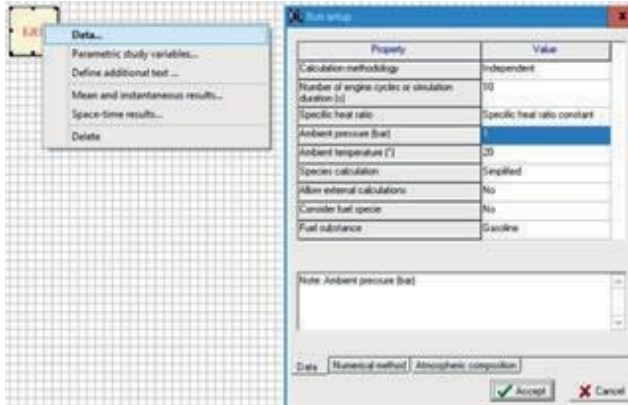 Data...
Parametric study variables...
Define additional text ...
Mean and instantaneous results...
Space-time results...
Delete
Run setup
Property Value
Calculation methodology Independent
Number of engine cycles or simulation
duration (s) 10
Specific heat ratio Specific heat ratio constant
Ambient pressure (bar) 1
Ambient temperature (°) 20
Species calculation Simplified
Allow external calculations No
Consider fuel specie No
Fuel substance Gasoline
Note: Ambient pressure (bar)
Data Numerical method Atmospheric composition
Accept Cancel